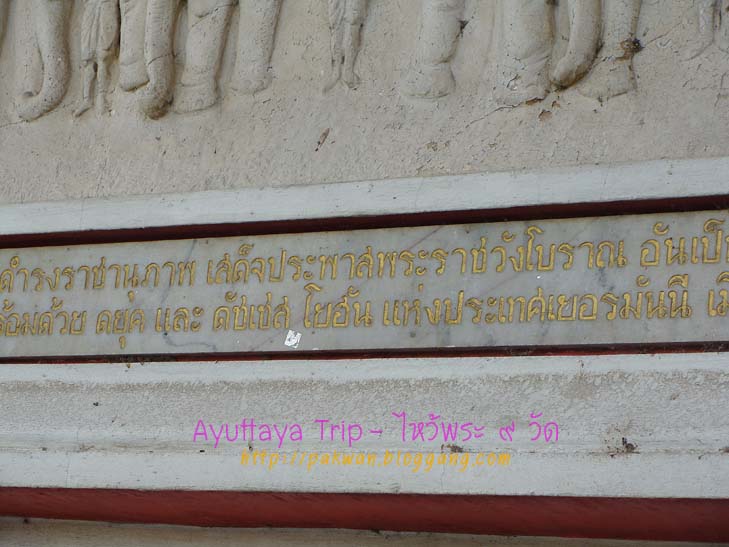 ดำรงราชานุภาพ เสด็จประพาสพระราชวังโบราณ อันเป็
ร้อมด้วย ดยุค และ ดัชเชส โยฮัน แห่งประเทศเยอรมันนี เมื
Ayuttaya Trip - ไหว้พระ ๙ วัด
http://pakwan.bloggang.com